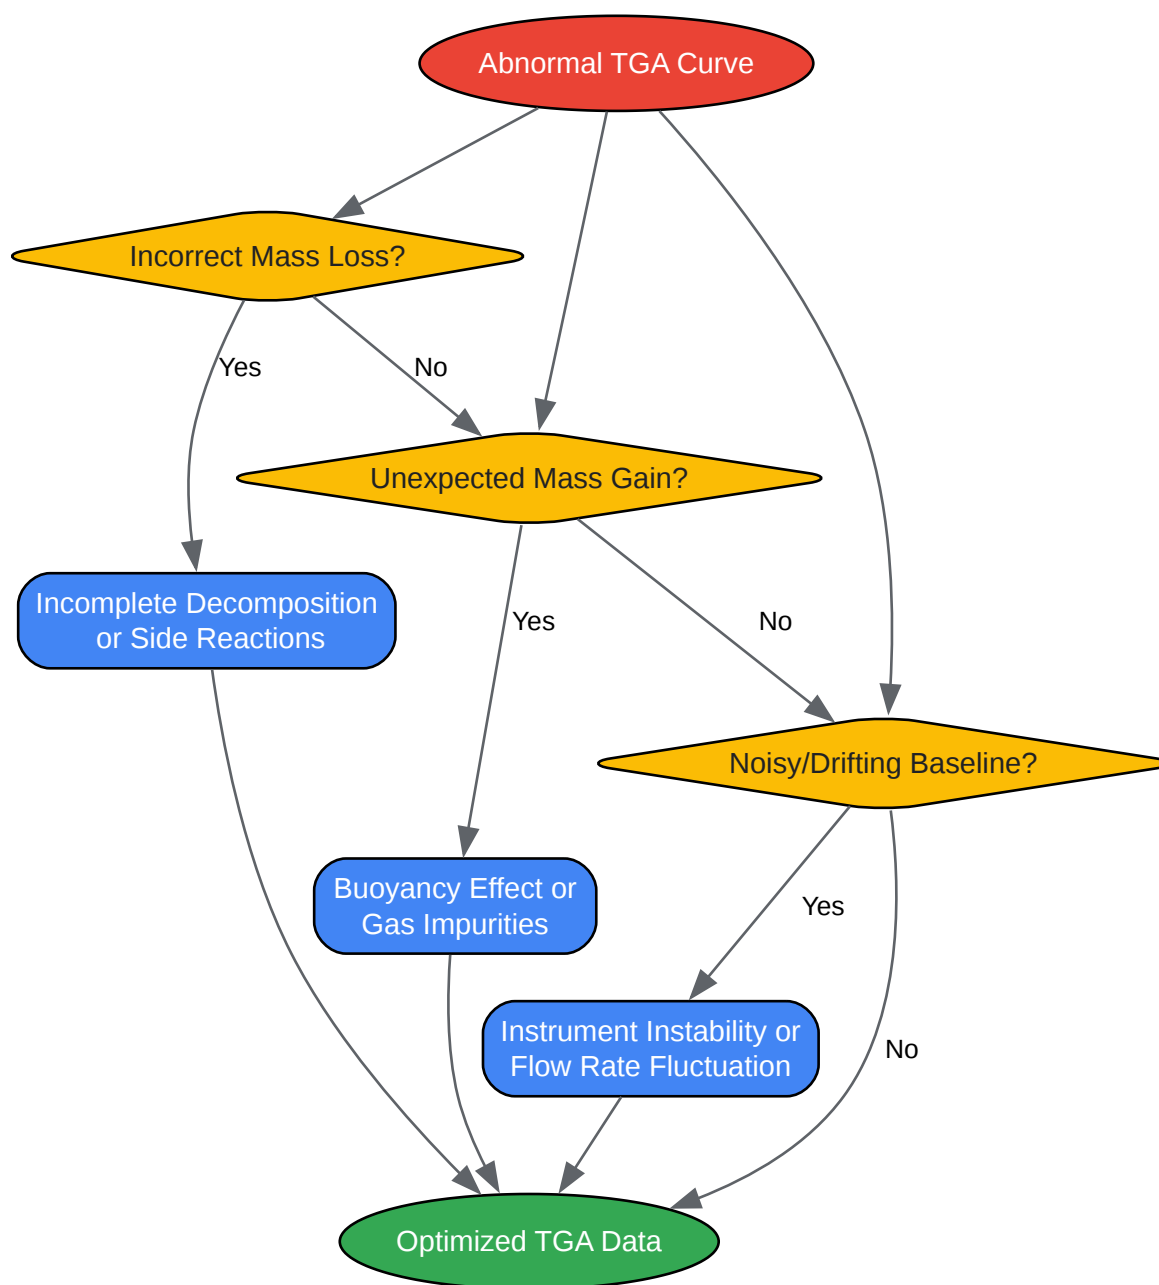 Abnormal TGA Curve
Incorrect Mass Loss?
Yes
No
Unexpected Mass Gain?
Incomplete Decomposition
or Side Reactions
Yes
No
Noisy/Drifting Baseline?
Buoyancy Effect or
Gas Impurities
Yes
Instrument Instability or
Flow Rate Fluctuation
No
Optimized TGA Data